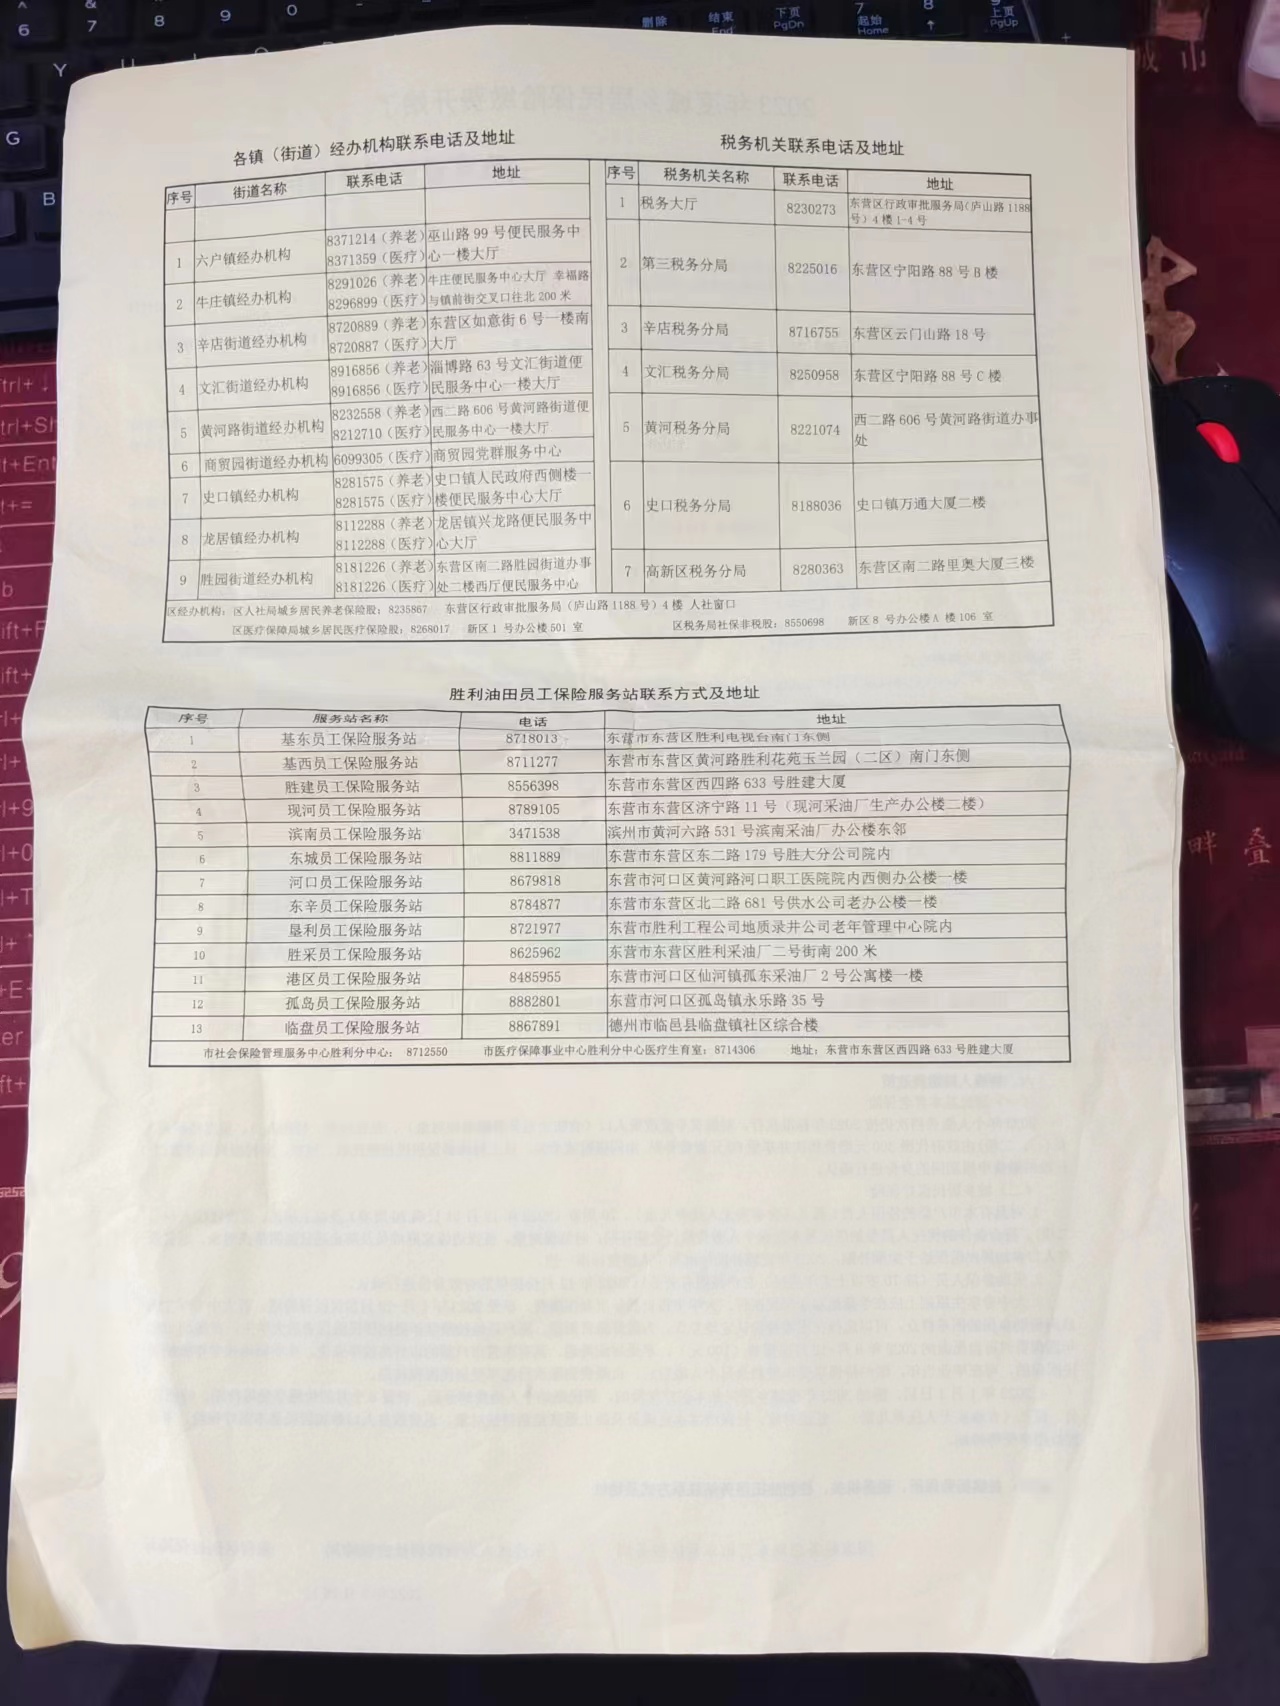 各镇（街道）经办机构联系电话及地址
序号 街道名称 联系电话 地址
1 六户镇经办机构 8371214（养老） 8371359（医疗） 巫山路99号便民服务中心一楼大厅
2 牛庄镇经办机构 8291026（养老） 8296899（医疗） 牛庄便民服务中心大厅 幸福路与镇前街交叉口往北200米
3 辛店街道经办机构 8720889（养老） 8720887（医疗） 东营区如意街6号一楼南大厅
4 文汇街道经办机构 8916856（养老） 8916856（医疗） 淄博路63号文汇街道便民服务中心一楼大厅
5 黄河路街道经办机构 8232558（养老） 8212710（医疗） 西二路606号黄河路街道便民服务中心一楼大厅
6 商贸园街道经办机构 6099305（医疗） 商贸园党群服务中心
7 史口镇经办机构 8281575（养老） 8281575（医疗） 史口镇人民政府西侧楼一楼便民服务中心大厅
8 龙居镇经办机构 8112288（养老） 8112288（医疗） 龙居镇兴龙路便民服务中心大厅
9 胜园街道经办机构 8181226（养老） 8181226（医疗） 东营区南二路胜园街道办事处二楼西厅便民服务中心
税务机关联系电话及地址
序号 税务机关名称 联系电话 地址
1 税务大厅 8230273 东营区行政审批服务局（庐山路1188号）4楼1-4号
2 第三税务分局 8225016 东营区宁阳路88号B楼
3 辛店税务分局 8716755 东营区云门山路18号
4 文汇税务分局 8250958 东营区宁阳路88号C楼
5 黄河税务分局 8221074 西二路606号黄河路街道办事处
6 史口税务分局 8188036 史口镇万通大厦二楼
7 高新区税务分局 8280363 东营区南二路里奥大厦三楼
区经办机构：区人社局城乡居民养老保险股：8235867 东营区行政审批服务局（庐山路1188号）4楼 人社窗口
区医疗保障局城乡居民医疗保险股：8268017 新区1号办公楼501室 区税务局社保非税股：8550698 新区8号办公楼A楼106室
胜利油田员工保险服务站联系方式及地址
序号 服务站名称 电话 地址
1 基东员工保险服务站 8718013 东营市东营区胜利电视台南门东侧
2 基西员工保险服务站 8711277 东营市东营区黄河路胜利花苑玉兰园（二区）南门东侧
3 胜建员工保险服务站 8556398 东营市东营区西四路633号胜建大厦
4 现河员工保险服务站 8789105 东营市东营区济宁路11号（现河采油厂生产办公楼二楼）
5 滨南员工保险服务站 3471538 滨州市黄河六路531号滨南采油厂办公楼东邻
6 东城员工保险服务站 8811889 东营市东营区东二路179号胜大分公司院内
7 河口员工保险服务站 8679818 东营市河口区黄河路河口职工医院院内西侧办公楼一楼
8 东辛员工保险服务站 8784877 东营市东营区北二路681号供水公司老办公楼一楼
9 垦利员工保险服务站 8721977 东营市胜利工程公司地质录井公司老年管理中心院内
10 胜采员工保险服务站 8625962 东营市东营区胜利采油厂二号街南200米
11 港区员工保险服务站 8485955 东营市河口区仙河镇孤东采油厂2号公寓楼一楼
12 孤岛员工保险服务站 8882801 东营市河口区孤岛镇永乐路35号
13 临盘员工保险服务站 8867891 德州市临邑县临盘镇社区综合楼
市社会保险管理服务中心胜利分中心：8712550 市医疗保障事业中心胜利分中心医疗生育室：8714306 地址：东营市东营区西四路633号胜建大厦